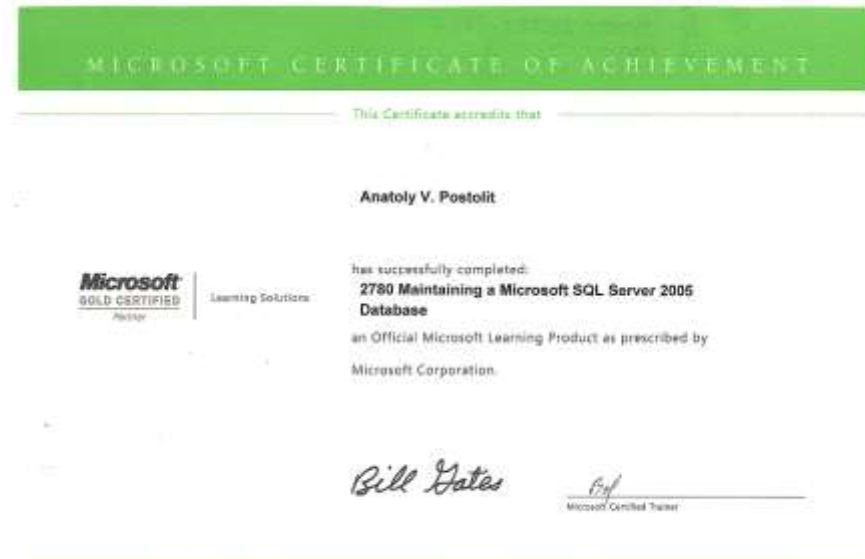 MICROSOFT CERTIFICATE OF ACHIEVEMENT
This Certificate accredits that
Anatoly V. Postolit
Microsoft
GOLD CERTIFIED
Partner
Learning Solutions
has successfully completed:
2780 Maintaining a Microsoft SQL Server 2005
Database
an Official Microsoft Learning Product as prescribed by
Microsoft Corporation.
Bill Gates
Microsoft Certified Trainer